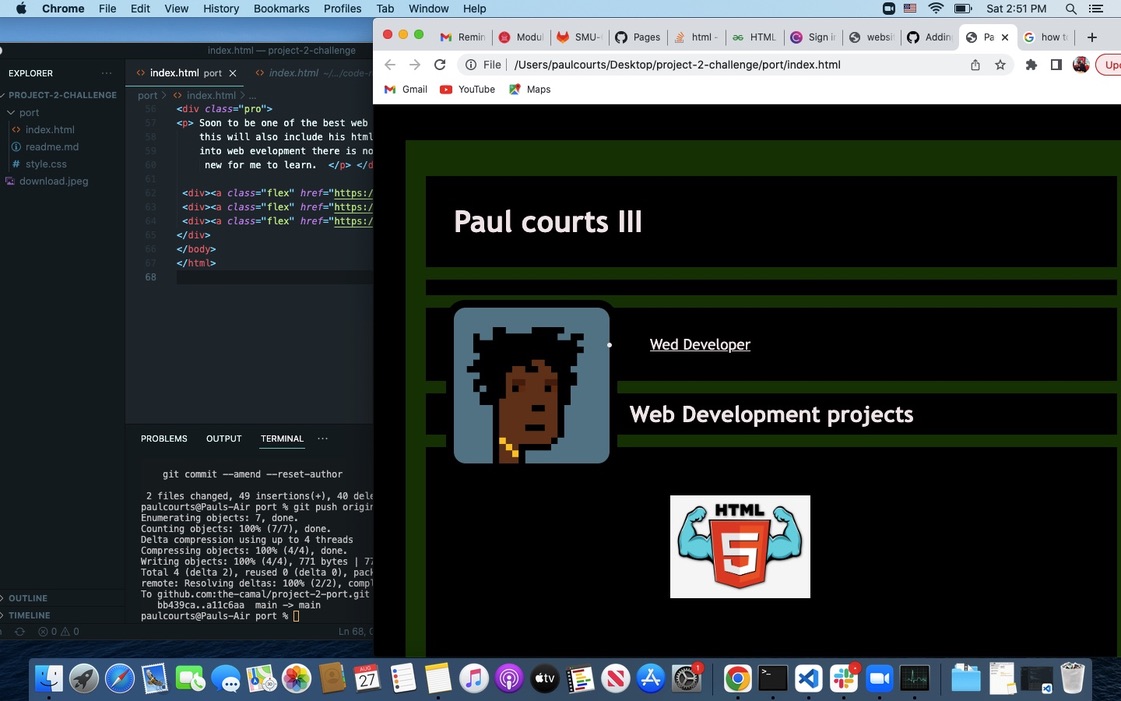 Chrome File Edit View History Bookmarks Profiles Tab Window Help Sat 2:51 PM
index.html — project-2-challenge
EXPLORER ···
PROJECT-2-CHALLENGE
port
index.html
readme.md
# style.css
download.jpeg
OUTLINE
TIMELINE
0 0
index.html port × index.html
port > index.html > ...
56 <div class="pro">
57 <p> Soon to be one of the best web
58 this will also include his html
59 into web evelopment there is no
60 new for me to learn. </p> </d
61
62 <div><a class="flex" href="https:/
63 <div><a class="flex" href="https:/
64 <div><a class="flex" href="https:/
65 </div>
66 </body>
67 </html>
68
PROBLEMS OUTPUT TERMINAL ···
git commit --amend --reset-author
2 files changed, 49 insertions(+), 40 dele
paulcourts@Pauls-Air port % git push origin
Enumerating objects: 7, done.
Counting objects: 100% (7/7), done.
Delta compression using up to 4 threads
Compressing objects: 100% (4/4), done.
Writing objects: 100% (4/4), 771 bytes | 77
Total 4 (delta 2), reused 0 (delta 0), pack
remote: Resolving deltas: 100% (2/2), compl
To github.com:the-camal/project-2-port.git
bb439ca..a11c6aa main -> main
paulcourts@Pauls-Air port %
Ln 68, C
Remin Modul SMU- Pages html - HTML Sign i websi Addin Pa × how t +
File | /Users/paulcourts/Desktop/project-2-challenge/port/index.html Upd
Gmail YouTube Maps
Paul courts III
Wed Developer
Web Development projects
HTML
5
AUG
27
tv
1